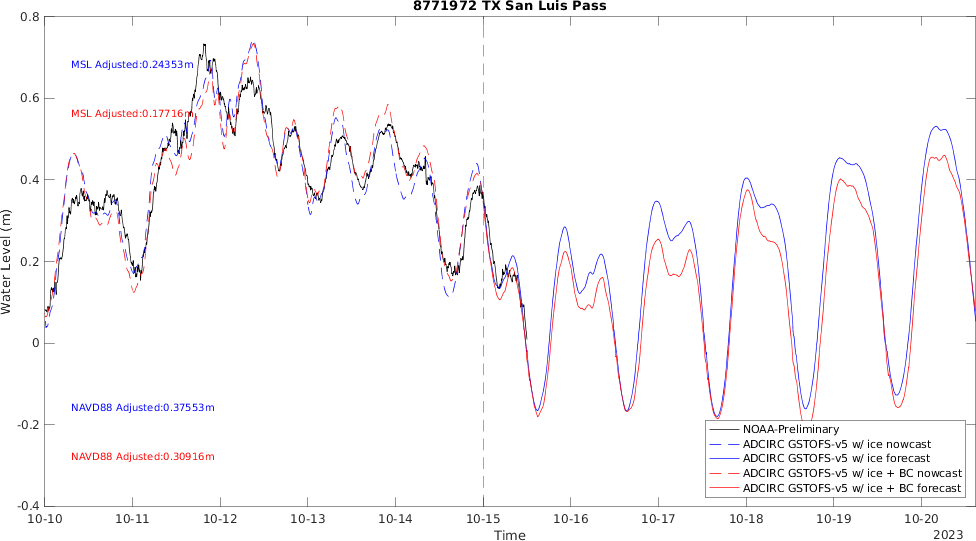 8771972 TX San Luis Pass
0.8
0.6
0.4
0.2
0
-0.2
-0.4
Water Level (m)
MSL Adjusted:0.24353m
MSL Adjusted:0.17716m
NAVD88 Adjusted:0.37553m
NAVD88 Adjusted:0.30916m
NOAA-Preliminary
ADCIRC GSTOFS-v5 w/ ice nowcast
ADCIRC GSTOFS-v5 w/ ice forecast
ADCIRC GSTOFS-v5 w/ ice + BC nowcast
ADCIRC GSTOFS-v5 w/ ice + BC forecast
10-10 10-11 10-12 10-13 10-14 10-15 10-16 10-17 10-18 10-19 10-20
Time
2023